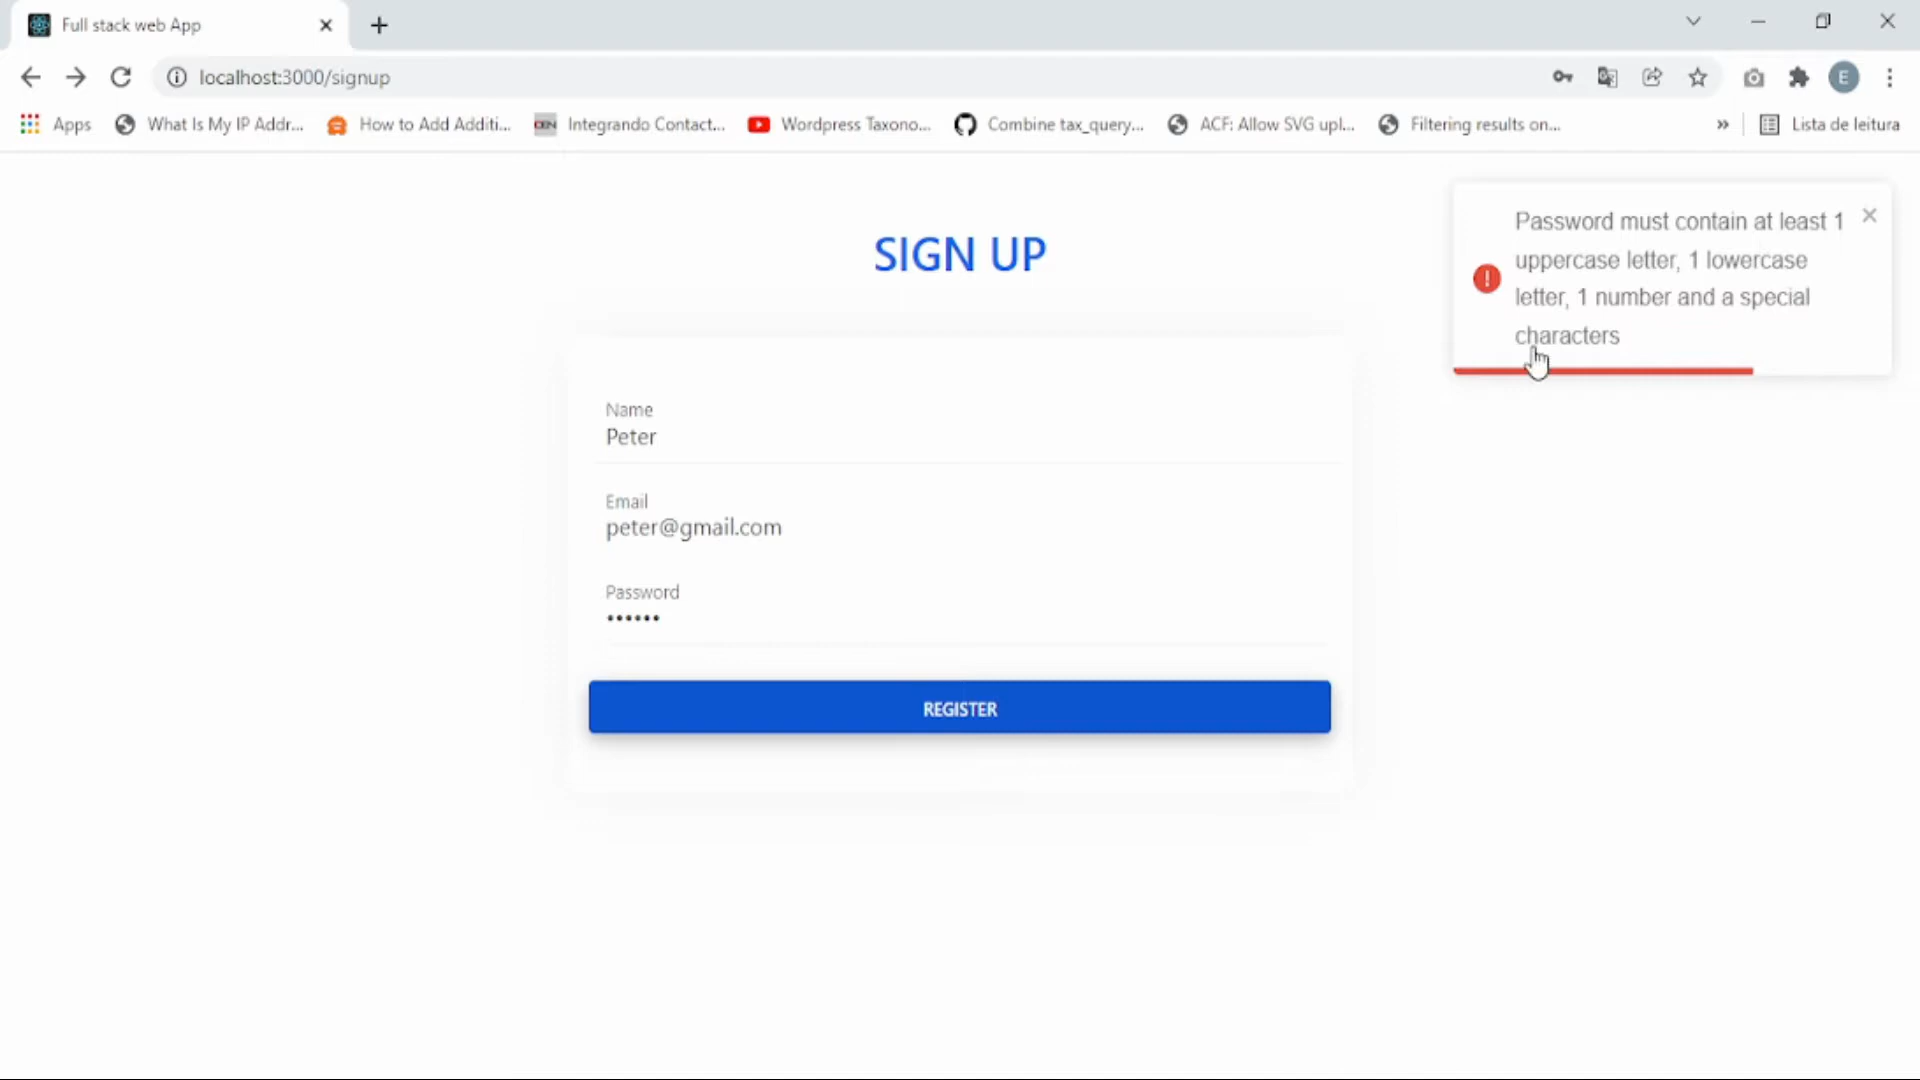 Full stack web App
localhost:3000/signup
E
Apps
What Is My IP Addr...
How to Add Additi...
Integrando Contact...
Wordpress Taxono...
Combine tax_query...
ACF: Allow SVG upl...
Filtering results on...
»
Lista de leitura
SIGN UP
Password must contain at least 1
uppercase letter, 1 lowercase
letter, 1 number and a special
characters
Name
Peter
Email
peter@gmail.com
Password
••••••
REGISTER